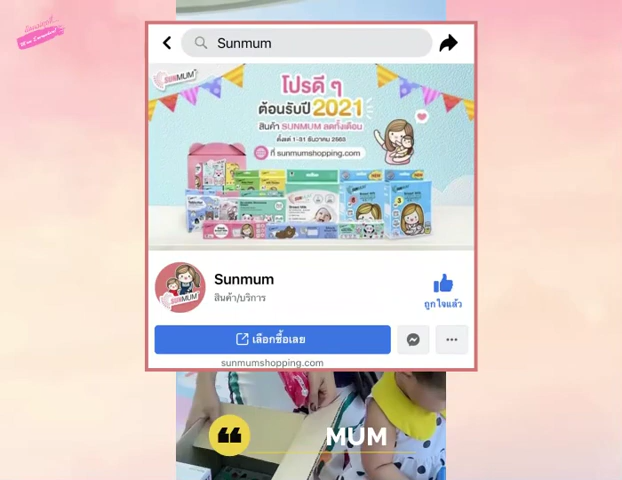 Sunmum
SUNMUM
โปรดี ๆ
ต้อนรับปี 2021
สินค้า SUNMUM ลดทั้งเดือน
ตั้งแต่ 1-31 ธันวาคม 2563
ที่ sunmumshopping.com
Sunmum
สินค้า/บริการ
SUNMUM
ถูกใจแล้ว
เลือกซื้อเลย
sunmumshopping.com
MUM